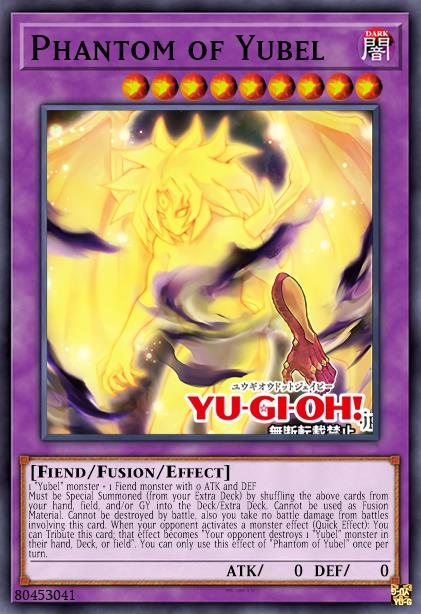 PHANTOM OF YUBEL
DARK
闇
ユウギオウドットジェイピー
YU-GI-OH!
無断転載禁止
[FIEND/FUSION/EFFECT]
1 "Yubel" monster + 1 Fiend monster with 0 ATK and DEF
Must be Special Summoned (from your Extra Deck) by shuffling the above cards from
your hand, field, and/or GY into the Deck/Extra Deck. Cannot be used as Fusion
Material. Cannot be destroyed by battle, also you take no battle damage from battles
involving this card. When your opponent activates a monster effect (Quick Effect): You
can Tribute this card; that effect becomes "Your opponent destroys 1 "Yubel" monster in
their hand, Deck, or field". You can only use this effect of "Phantom of Yubel" once per
turn.
ATK/ 0 DEF/ 0
80453041